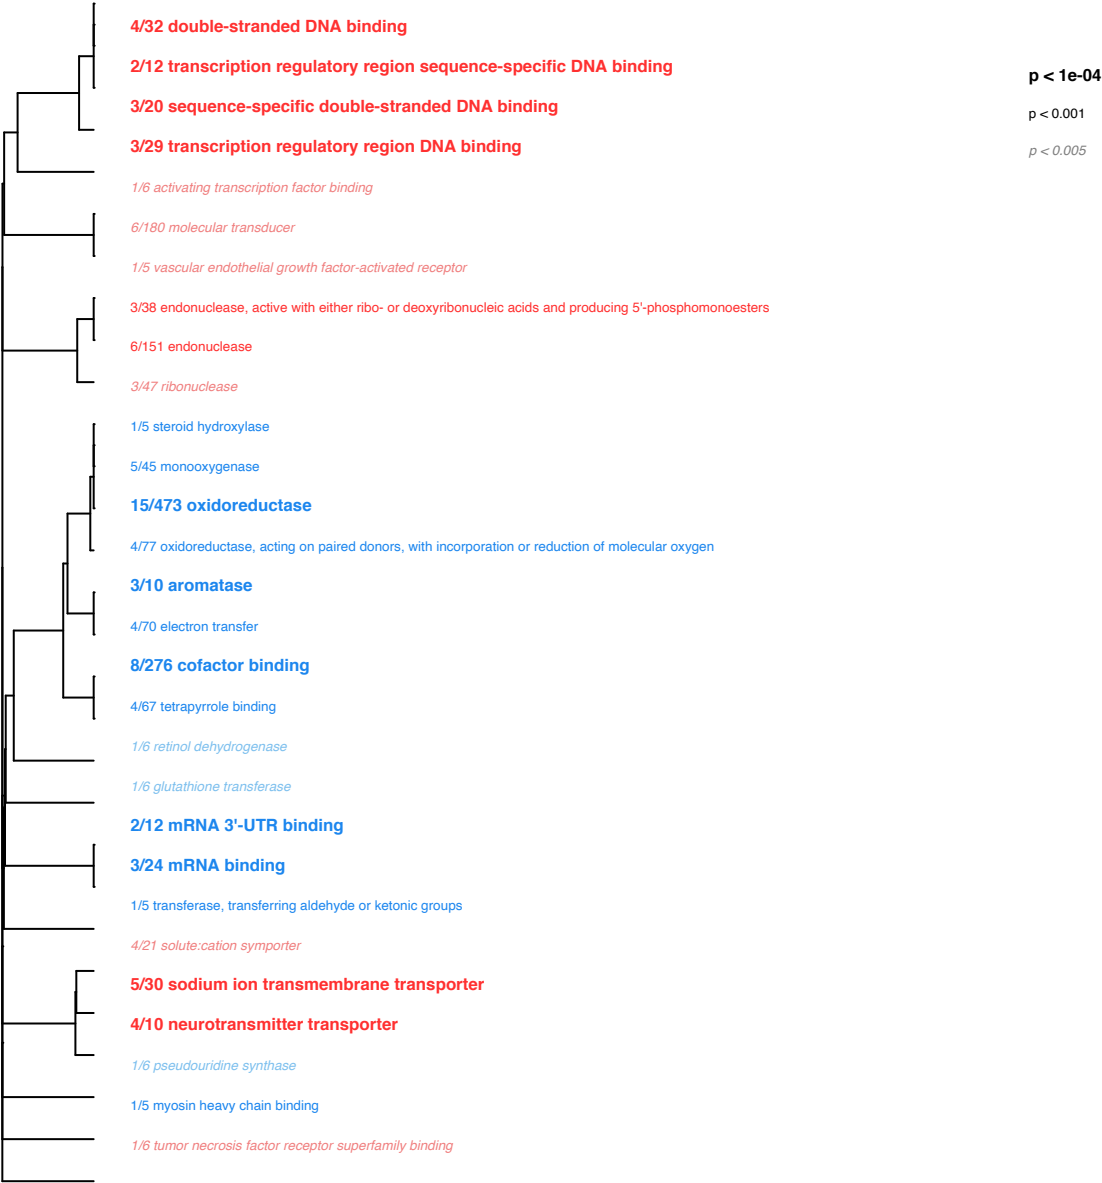 4/32 double-stranded DNA binding
2/12 transcription regulatory region sequence-specific DNA binding
3/20 sequence-specific double-stranded DNA binding
3/29 transcription regulatory region DNA binding
1/6 activating transcription factor binding
6/180 molecular transducer
1/5 vascular endothelial growth factor-activated receptor
3/38 endonuclease, active with either ribo- or deoxyribonucleic acids and producing 5'-phosphomonoesters
6/151 endonuclease
3/47 ribonuclease
1/5 steroid hydroxylase
5/45 monooxygenase
15/473 oxidoreductase
4/77 oxidoreductase, acting on paired donors, with incorporation or reduction of molecular oxygen
3/10 aromatase
4/70 electron transfer
8/276 cofactor binding
4/67 tetrapyrrole binding
1/6 retinol dehydrogenase
1/6 glutathione transferase
2/12 mRNA 3'-UTR binding
3/24 mRNA binding
1/5 transferase, transferring aldehyde or ketonic groups
4/21 solute:cation symporter
5/30 sodium ion transmembrane transporter
4/10 neurotransmitter transporter
1/6 pseudouridine synthase
1/5 myosin heavy chain binding
1/6 tumor necrosis factor receptor superfamily binding
p < 1e-04
p < 0.001
p < 0.005